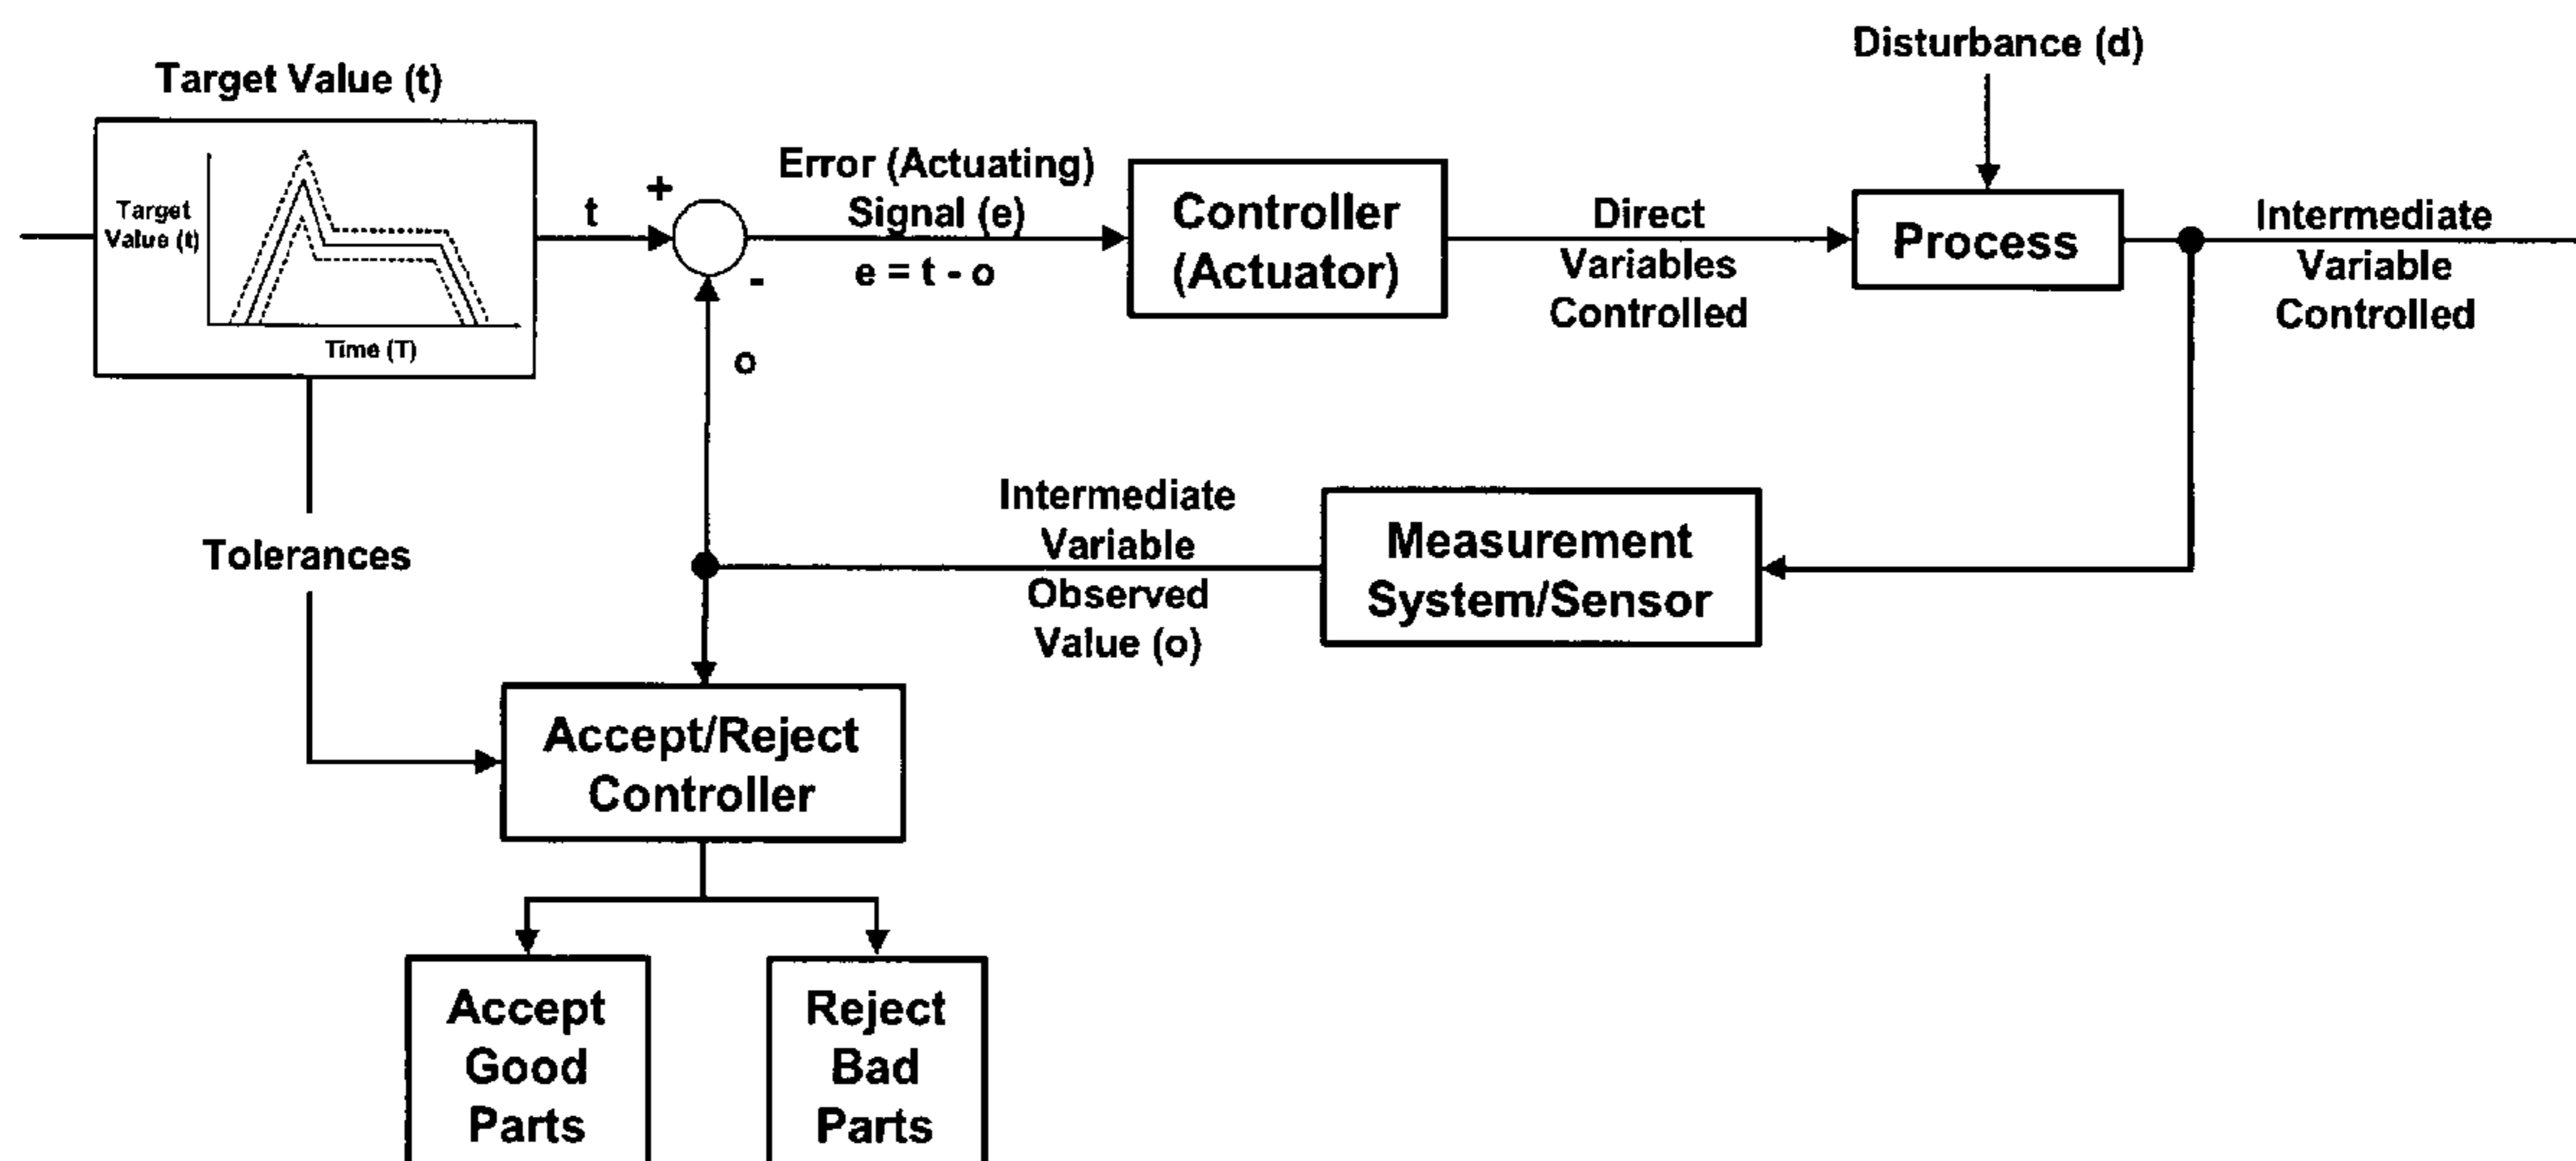 Disturbance (d)
Target Value (t)
Target
Value (t)
Time (T)
t
+
-
Error (Actuating)
Signal (e)
e = t - o
Controller
(Actuator)
Direct
Variables
Controlled
Process
Intermediate
Variable
Controlled
o
Tolerances
Intermediate
Variable
Observed
Value (o)
Measurement
System/Sensor
Accept/Reject
Controller
Accept
Good
Parts
Reject
Bad
Parts